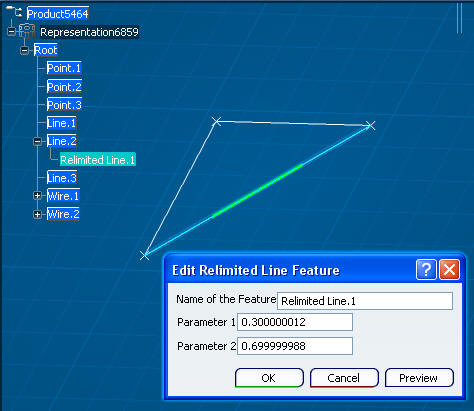 Product5464
Representation6859
Root
Point.1
Point.2
Point.3
Line.1
Line.2
Relimited Line.1
Line.3
Wire.1
Wire.2
Edit Relimited Line Feature
Name of the Feature Relimited Line.1
Parameter 1 0.300000012
Parameter 2 0.699999988
OK Cancel Preview